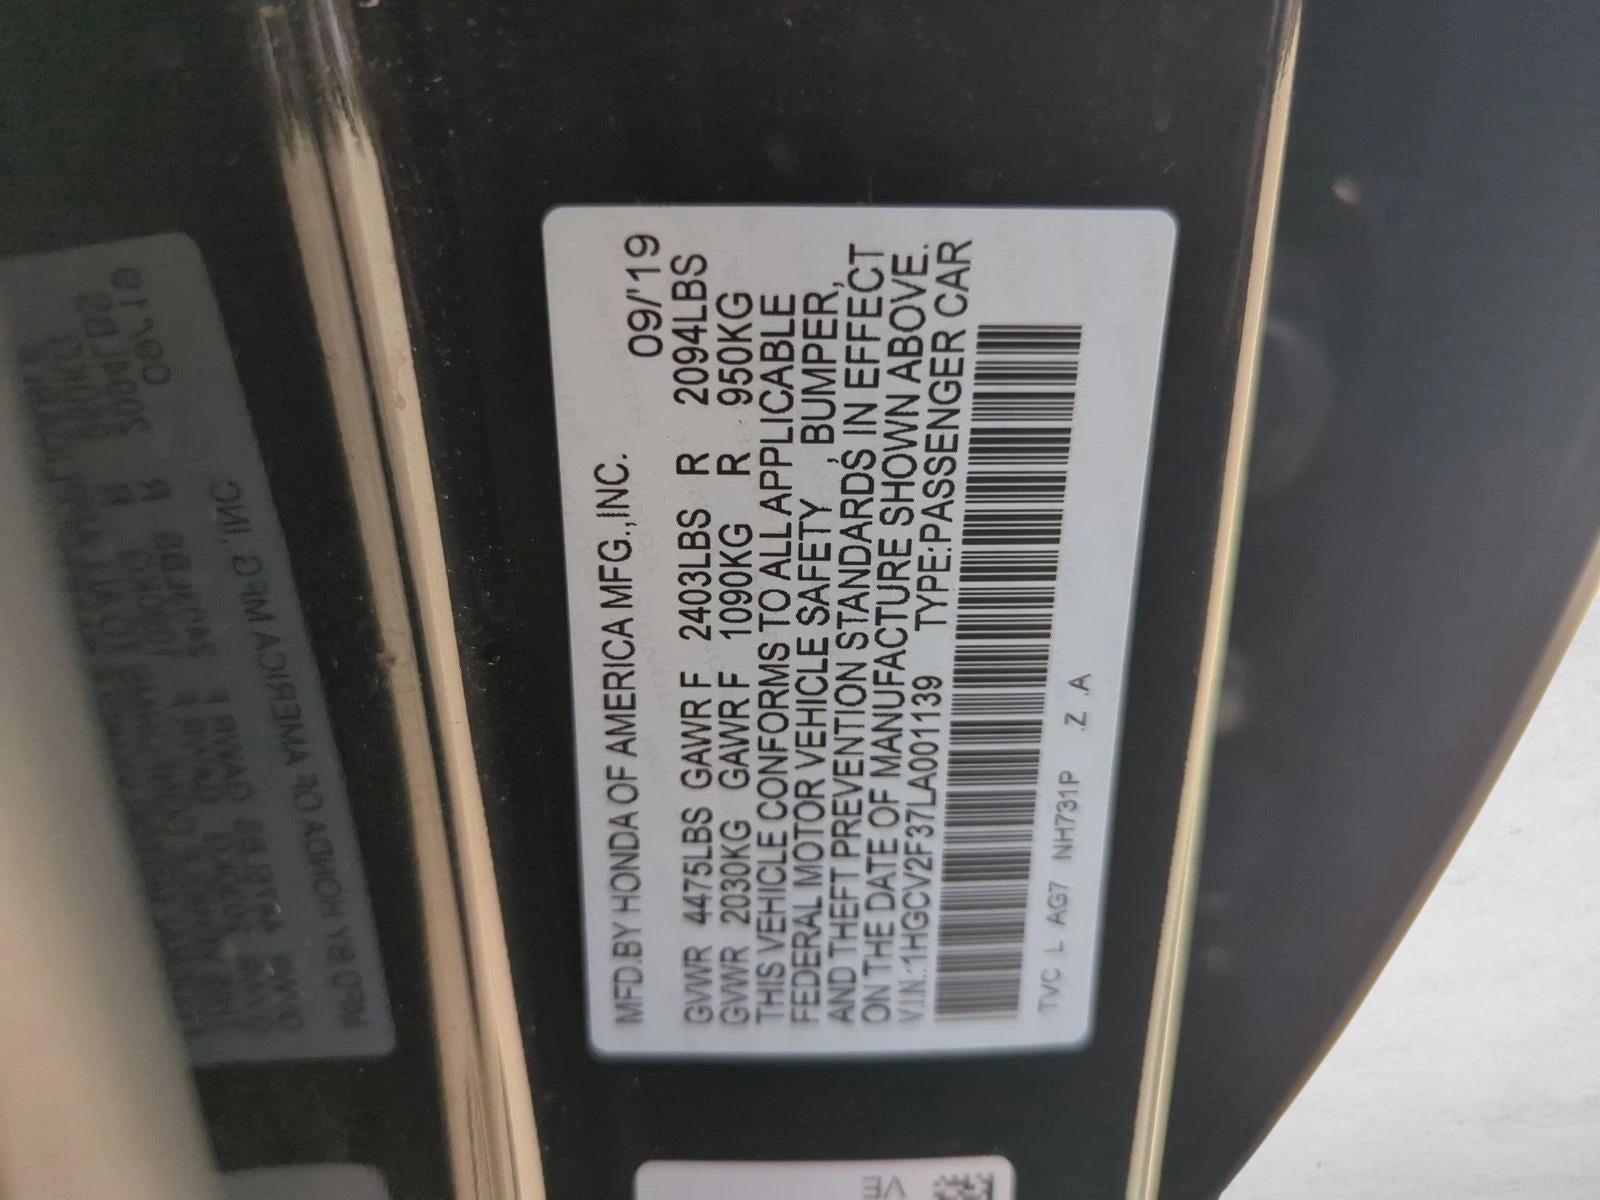 MFD.BY HONDA OF AMERICA MFG.,INC.
09/'19
GVWR 4475LBS GAWR F 2403LBS R 2094LBS
GVWR 2030KG GAWR F 1090KG R 950KG
THIS VEHICLE CONFORMS TO ALL APPLICABLE
FEDERAL MOTOR VEHICLE SAFETY , BUMPER,
AND THEFT PREVENTION STANDARDS IN EFFECT
ON THE DATE OF MANUFACTURE SHOWN ABOVE.
V.I.N.:1HGCV2F37LA001139 TYPE:PASSENGER CAR
TVC L AG7 NH731P .Z .A
VE